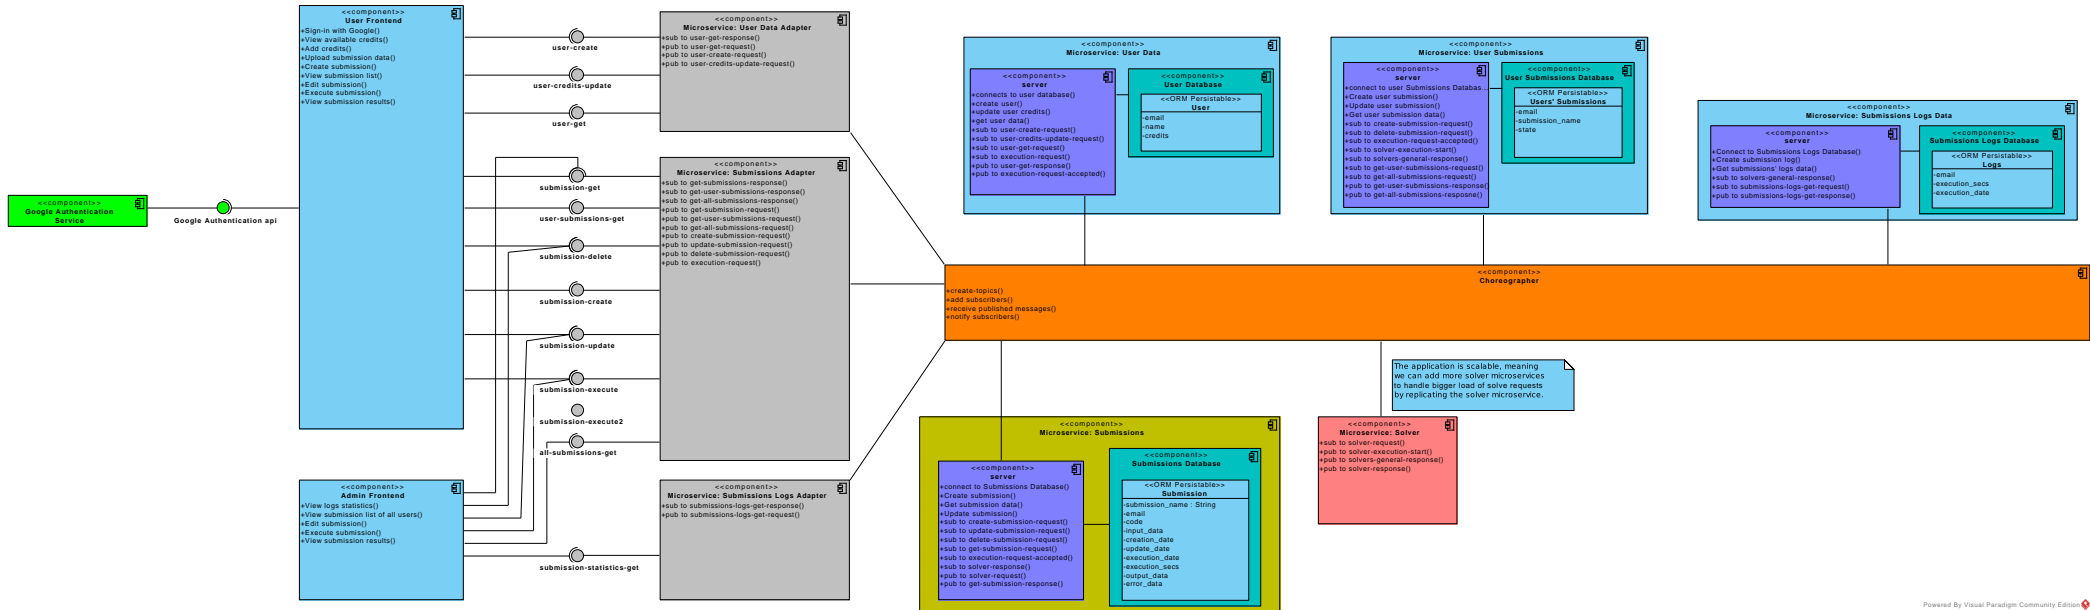 <<component>>
User Frontend
+Sign-in with Google()
+View available credits()
+Add credits()
+Upload submission data()
+Create submission()
+View submission list()
+Edit submission()
+Execute submission()
+View submission results()
<<component>>
Google Authentication
Service
Google Authentication api
<<component>>
Admin Frontend
+View logs statistics()
+View submission list of all users()
+Edit submission()
+Execute submission()
+View submission results()
user-create
user-credits-update
user-get
submission-get
user-submissions-get
submission-delete
submission-create
submission-update
submission-execute
submission-execute2
all-submissions-get
submission-statistics-get
<<component>>
Microservice: User Data Adapter
+sub to user-get-response()
+pub to user-get-request()
+pub to user-create-request()
+pub to user-credits-update-request()
<<component>>
Microservice: Submissions Adapter
+sub to get-submissions-response()
+sub to get-user-submissions-response()
+sub to get-all-submissions-response()
+pub to get-submission-request()
+pub to get-user-submissions-request()
+pub to get-all-submissions-request()
+pub to create-submission-request()
+pub to update-submission-request()
+pub to delete-submission-request()
+pub to execution-request()
<<component>>
Microservice: Submissions Logs Adapter
+sub to submissions-logs-get-response()
+pub to submissions-logs-get-request()
<<component>>
Microservice: User Data
<<component>>
server
+connects to user database()
+create user()
+update user credits()
+get user data()
+sub to user-create-request()
+sub to user-credits-update-request()
+sub to user-get-request()
+sub to execution-request()
+pub to user-get-response()
+pub to execution-request-accepted()
<<component>>
User Database
<<ORM Persistable>>
User
-email
-name
-credits
<<component>>
Microservice: User Submissions
<<component>>
server
+connect to user Submissions Databas...
+Create user submission()
+Update user submission()
+Get user submission data()
+sub to create-submission-request()
+sub to delete-submission-request()
+sub to execution-request-accepted()
+sub to solver-execution-start()
+sub to solvers-general-response()
+sub to get-user-submissions-request()
+sub to get-all-submissions-request()
+pub to get-user-submissions-response()
+pub to get-all-submissions-response()
<<component>>
User Submissions Database
<<ORM Persistable>>
Users' Submissions
-email
-submission_name
-state
<<component>>
Microservice: Submissions Logs Data
<<component>>
server
+Connect to Submissions Logs Database()
+Create submission log()
+Get submissions' logs data()
+sub to solvers-general-response()
+sub to submissions-logs-get-request()
+pub to submissions-logs-get-response()
<<component>>
Submissions Logs Database
<<ORM Persistable>>
Logs
-email
-execution_secs
-execution_date
<<component>>
Choreographer
+create-topics()
+add subscribers()
+receive published messages()
+notify subscribers()
The application is scalable, meaning
we can add more solver microservices
to handle bigger load of solve requests
by replicating the solver microservice.
<<component>>
Microservice: Submissions
<<component>>
server
+connect to Submissions Database()
+Create submission()
+Get submission data()
+Update submission()
+sub to create-submission-request()
+sub to update-submission-request()
+sub to delete-submission-request()
+sub to get-submission-request()
+sub to execution-request-accepted()
+sub to solver-response()
+pub to solver-request()
+pub to get-submission-response()
<<component>>
Submissions Database
<<ORM Persistable>>
Submission
-submission_name : String
-email
-code
-input_data
-creation_date
-update_date
-execution_date
-execution_secs
-output_data
-error_data
<<component>>
Microservice: Solver
+sub to solver-request()
+pub to solver-execution-start()
+pub to solvers-general-response()
+pub to solver-response()
Powered By Visual Paradigm Community Edition